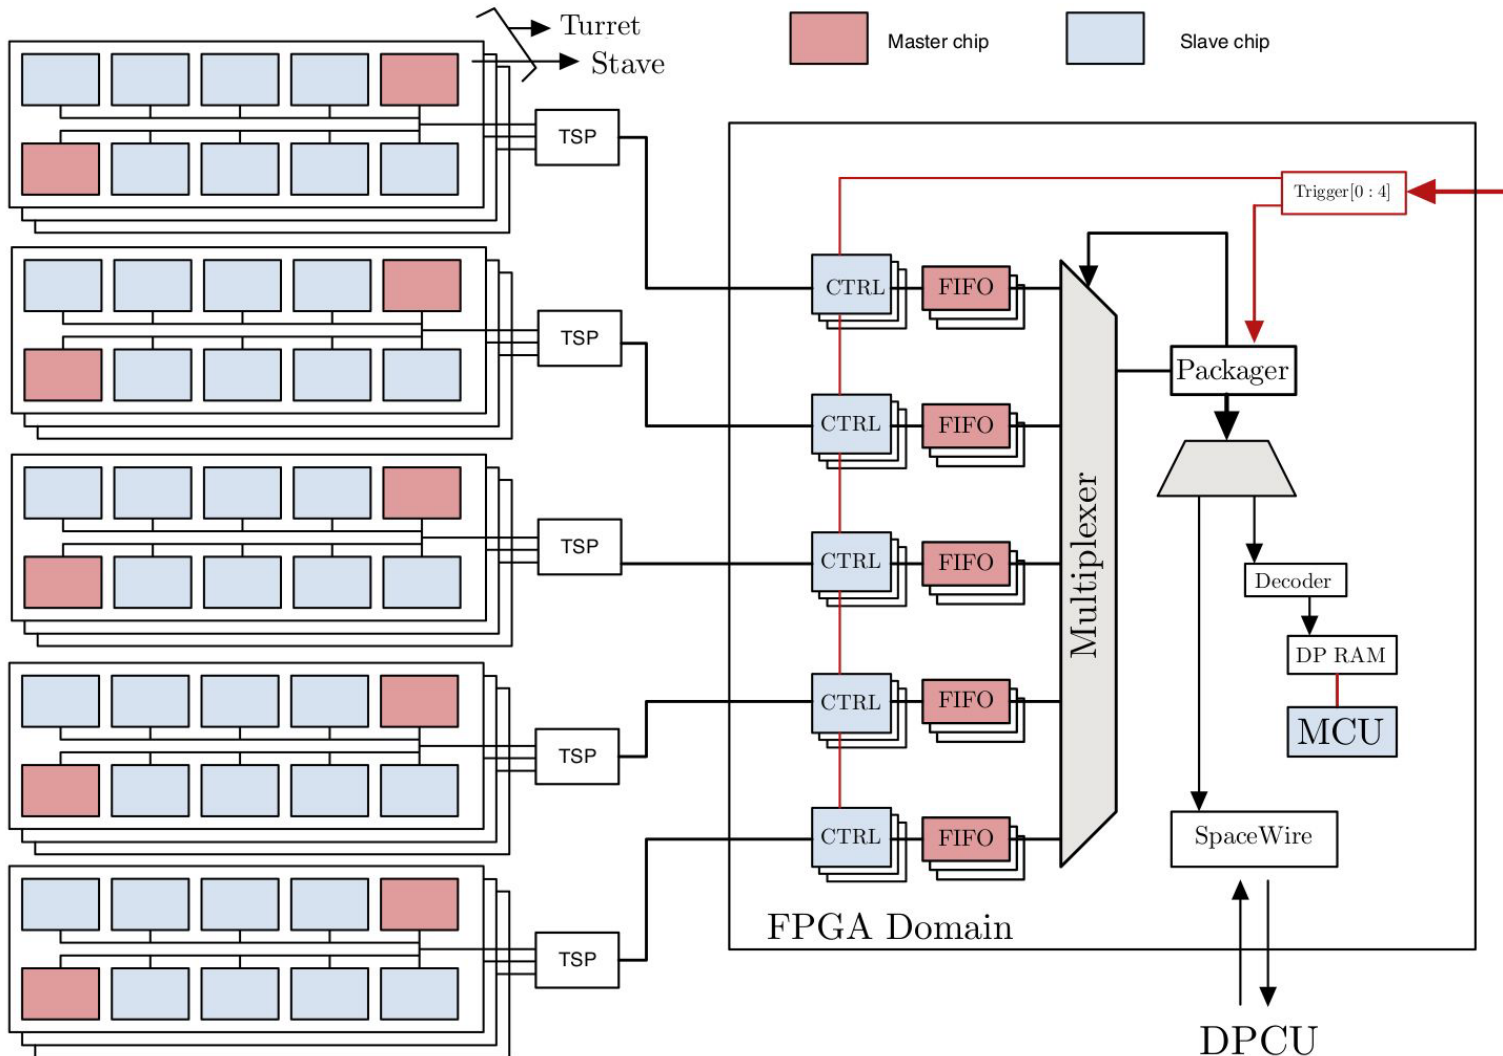 Turret
Stave
Master chip
Slave chip
TSP
Trigger[0 : 4]
CTRL
FIFO
TSP
Packager
CTRL
FIFO
Multiplexer
TSP
CTRL
FIFO
Decoder
DP RAM
CTRL
FIFO
MCU
TSP
CTRL
FIFO
SpaceWire
FPGA Domain
TSP
DPCU